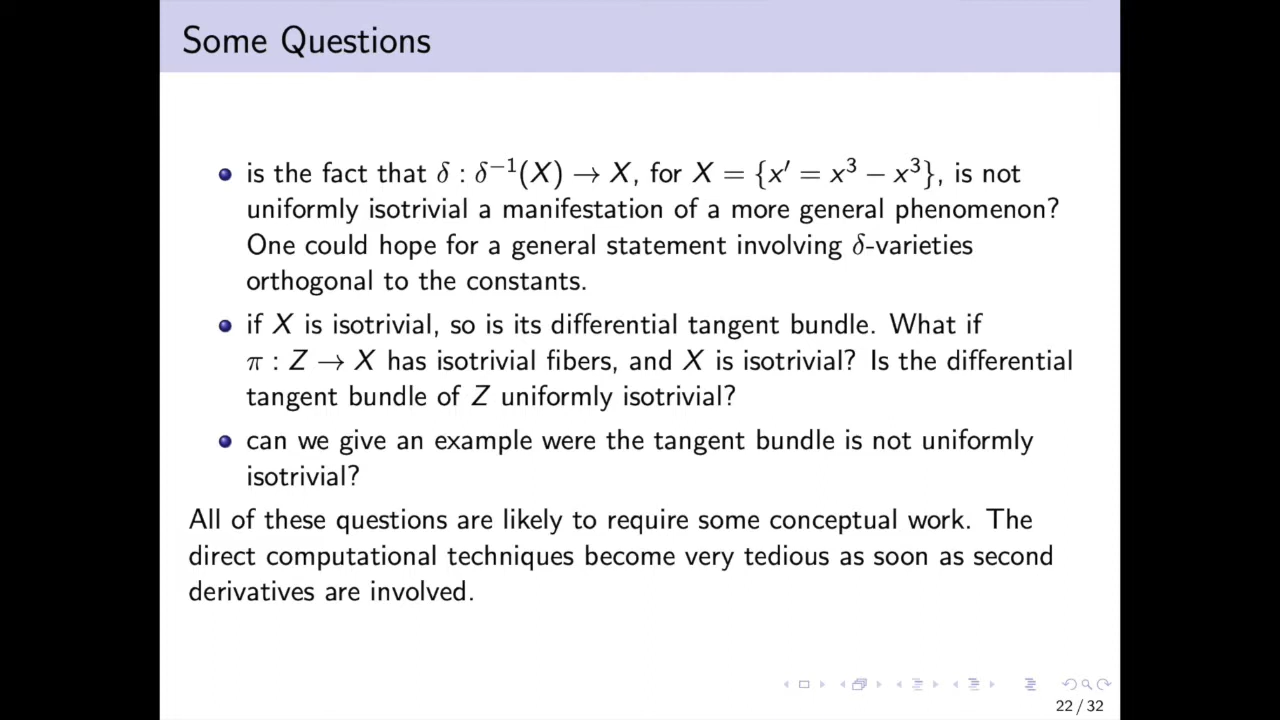 Some Questions
is the fact that δ : δ⁻¹(X) → X, for X = {x′ = x³ − x³}, is not
uniformly isotrivial a manifestation of a more general phenomenon?
One could hope for a general statement involving δ-varieties
orthogonal to the constants.
if X is isotrivial, so is its differential tangent bundle. What if
π : Z → X has isotrivial fibers, and X is isotrivial? Is the differential
tangent bundle of Z uniformly isotrivial?
can we give an example were the tangent bundle is not uniformly
isotrivial?
All of these questions are likely to require some conceptual work. The
direct computational techniques become very tedious as soon as second
derivatives are involved.
22 / 32